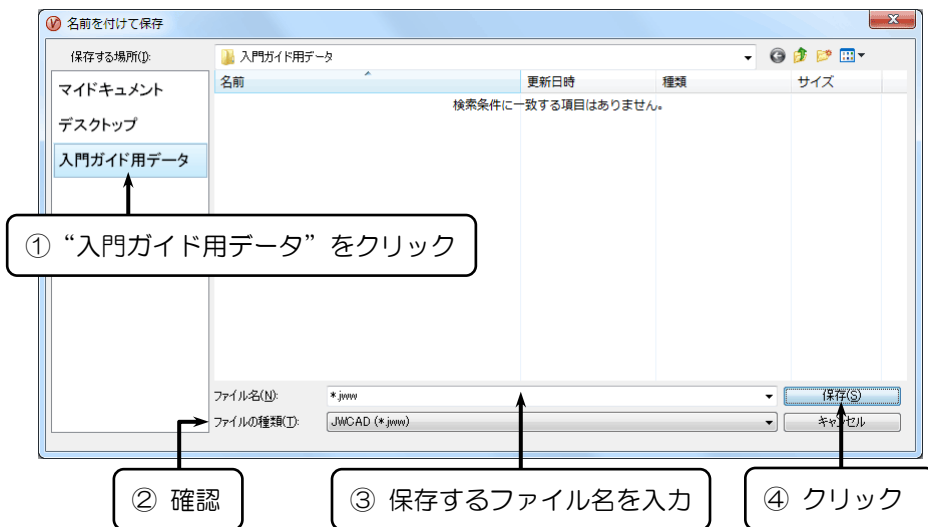 名前を付けて保存
保存する場所(I):
入門ガイド用データ
マイドキュメント
デスクトップ
入門ガイド用データ
名前 更新日時 種類 サイズ
検索条件に一致する項目はありません。
① “入門ガイド用データ” をクリック
ファイル名(N): *.jww 保存(S)
ファイルの種類(T): JWCAD (*.jww) キャンセル
② 確認
③ 保存するファイル名を入力
④ クリック